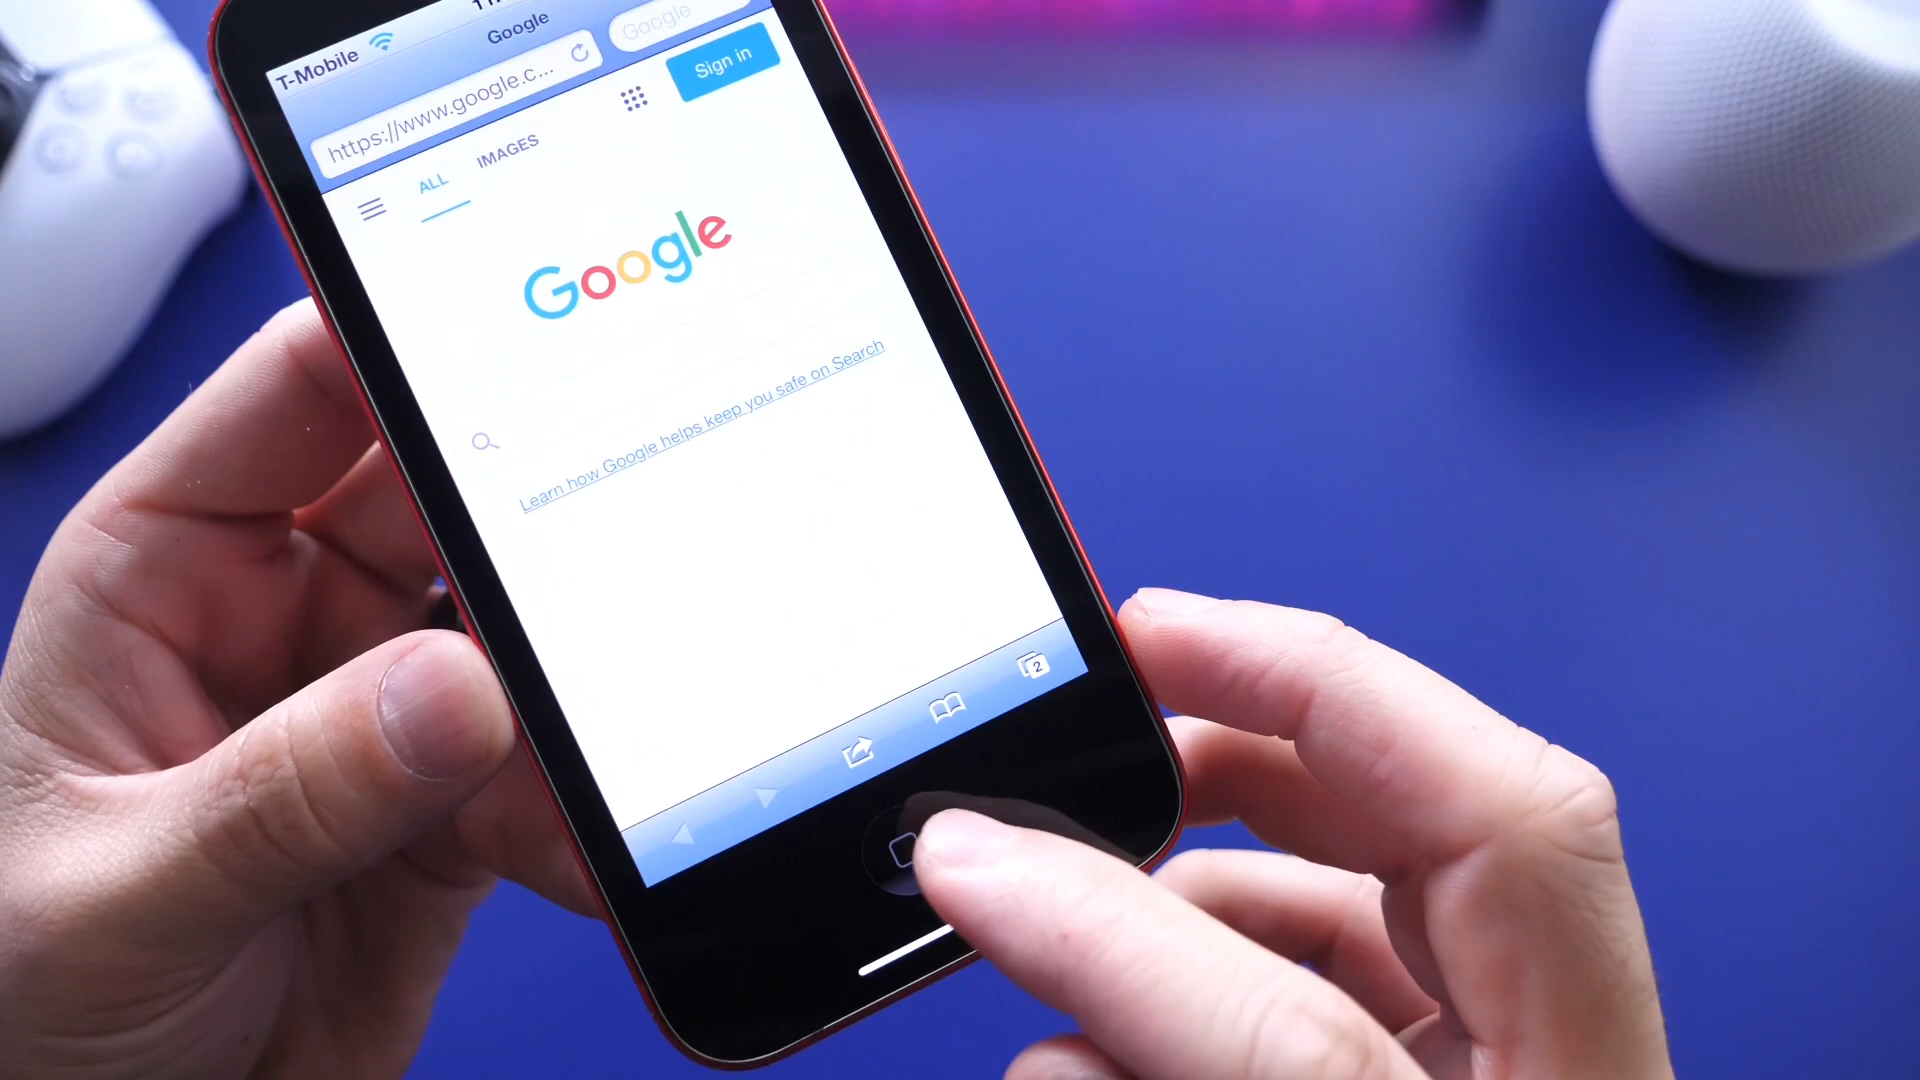 T-Mobile
Google
https://www.google.c...
Google
Sign in
ALL
IMAGES
Google
Learn how Google helps keep you safe on Search
2